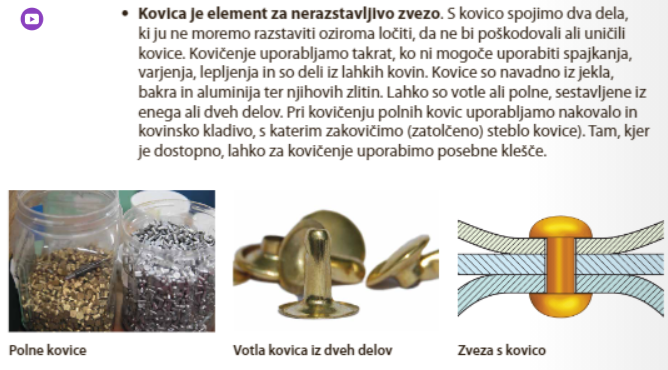 • Kovica je element za nerazstavljivo zvezo. S kovico spojimo dva dela,
ki ju ne moremo razstaviti oziroma ločiti, da ne bi poškodovali ali uničili
kovice. Kovičenje uporabljamo takrat, ko ni mogoče uporabiti spajkanja,
varjenja, lepljenja in so deli iz lahkih kovin. Kovice so navadno iz jekla,
bakra in aluminija ter njihovih zlitin. Lahko so votle ali polne, sestavljene iz
enega ali dveh delov. Pri kovičenju polnih kovic uporabljamo nakovalo in
kovinsko kladivo, s katerim zakovičimo (zatolčeno) steblo kovice). Tam, kjer
je dostopno, lahko za kovičenje uporabimo posebne klešče.
Polne kovice
Votla kovica iz dveh delov
Zveza s kovico